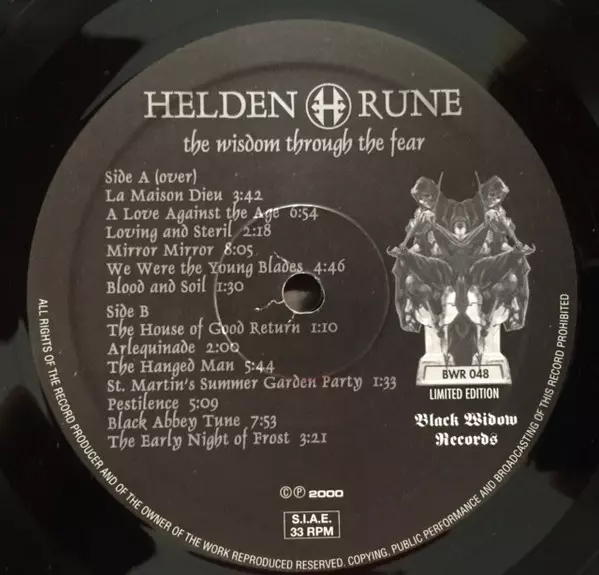 HELDEN RUNE
the wisdom through the fear
Side A (over)
La Maison Dieu 3:42
A Love Against the Age 6:54
Loving and Steril 2:18
Mirror Mirror 8:05
We Were the Young Blades 4:46
Blood and Soil 1:30
Side B
The House of Good Return 1:10
Arlequinade 2:00
The Hanged Man 5:44
St. Martin's Summer Garden Party 1:33
Pestilence 5:09
Black Abbey Tune 7:53
The Early Night of Frost 3:21
BWR 048
LIMITED EDITION
Black Widow
Records
© ℗ 2000
S.I.A.E.
33 RPM
ALL RIGHTS OF THE RECORD PRODUCER AND OF THE OWNER OF THE WORK REPRODUCED RESERVED. COPYING, PUBLIC PERFORMANCE AND BROADCASTING OF THIS RECORD PROHIBITED